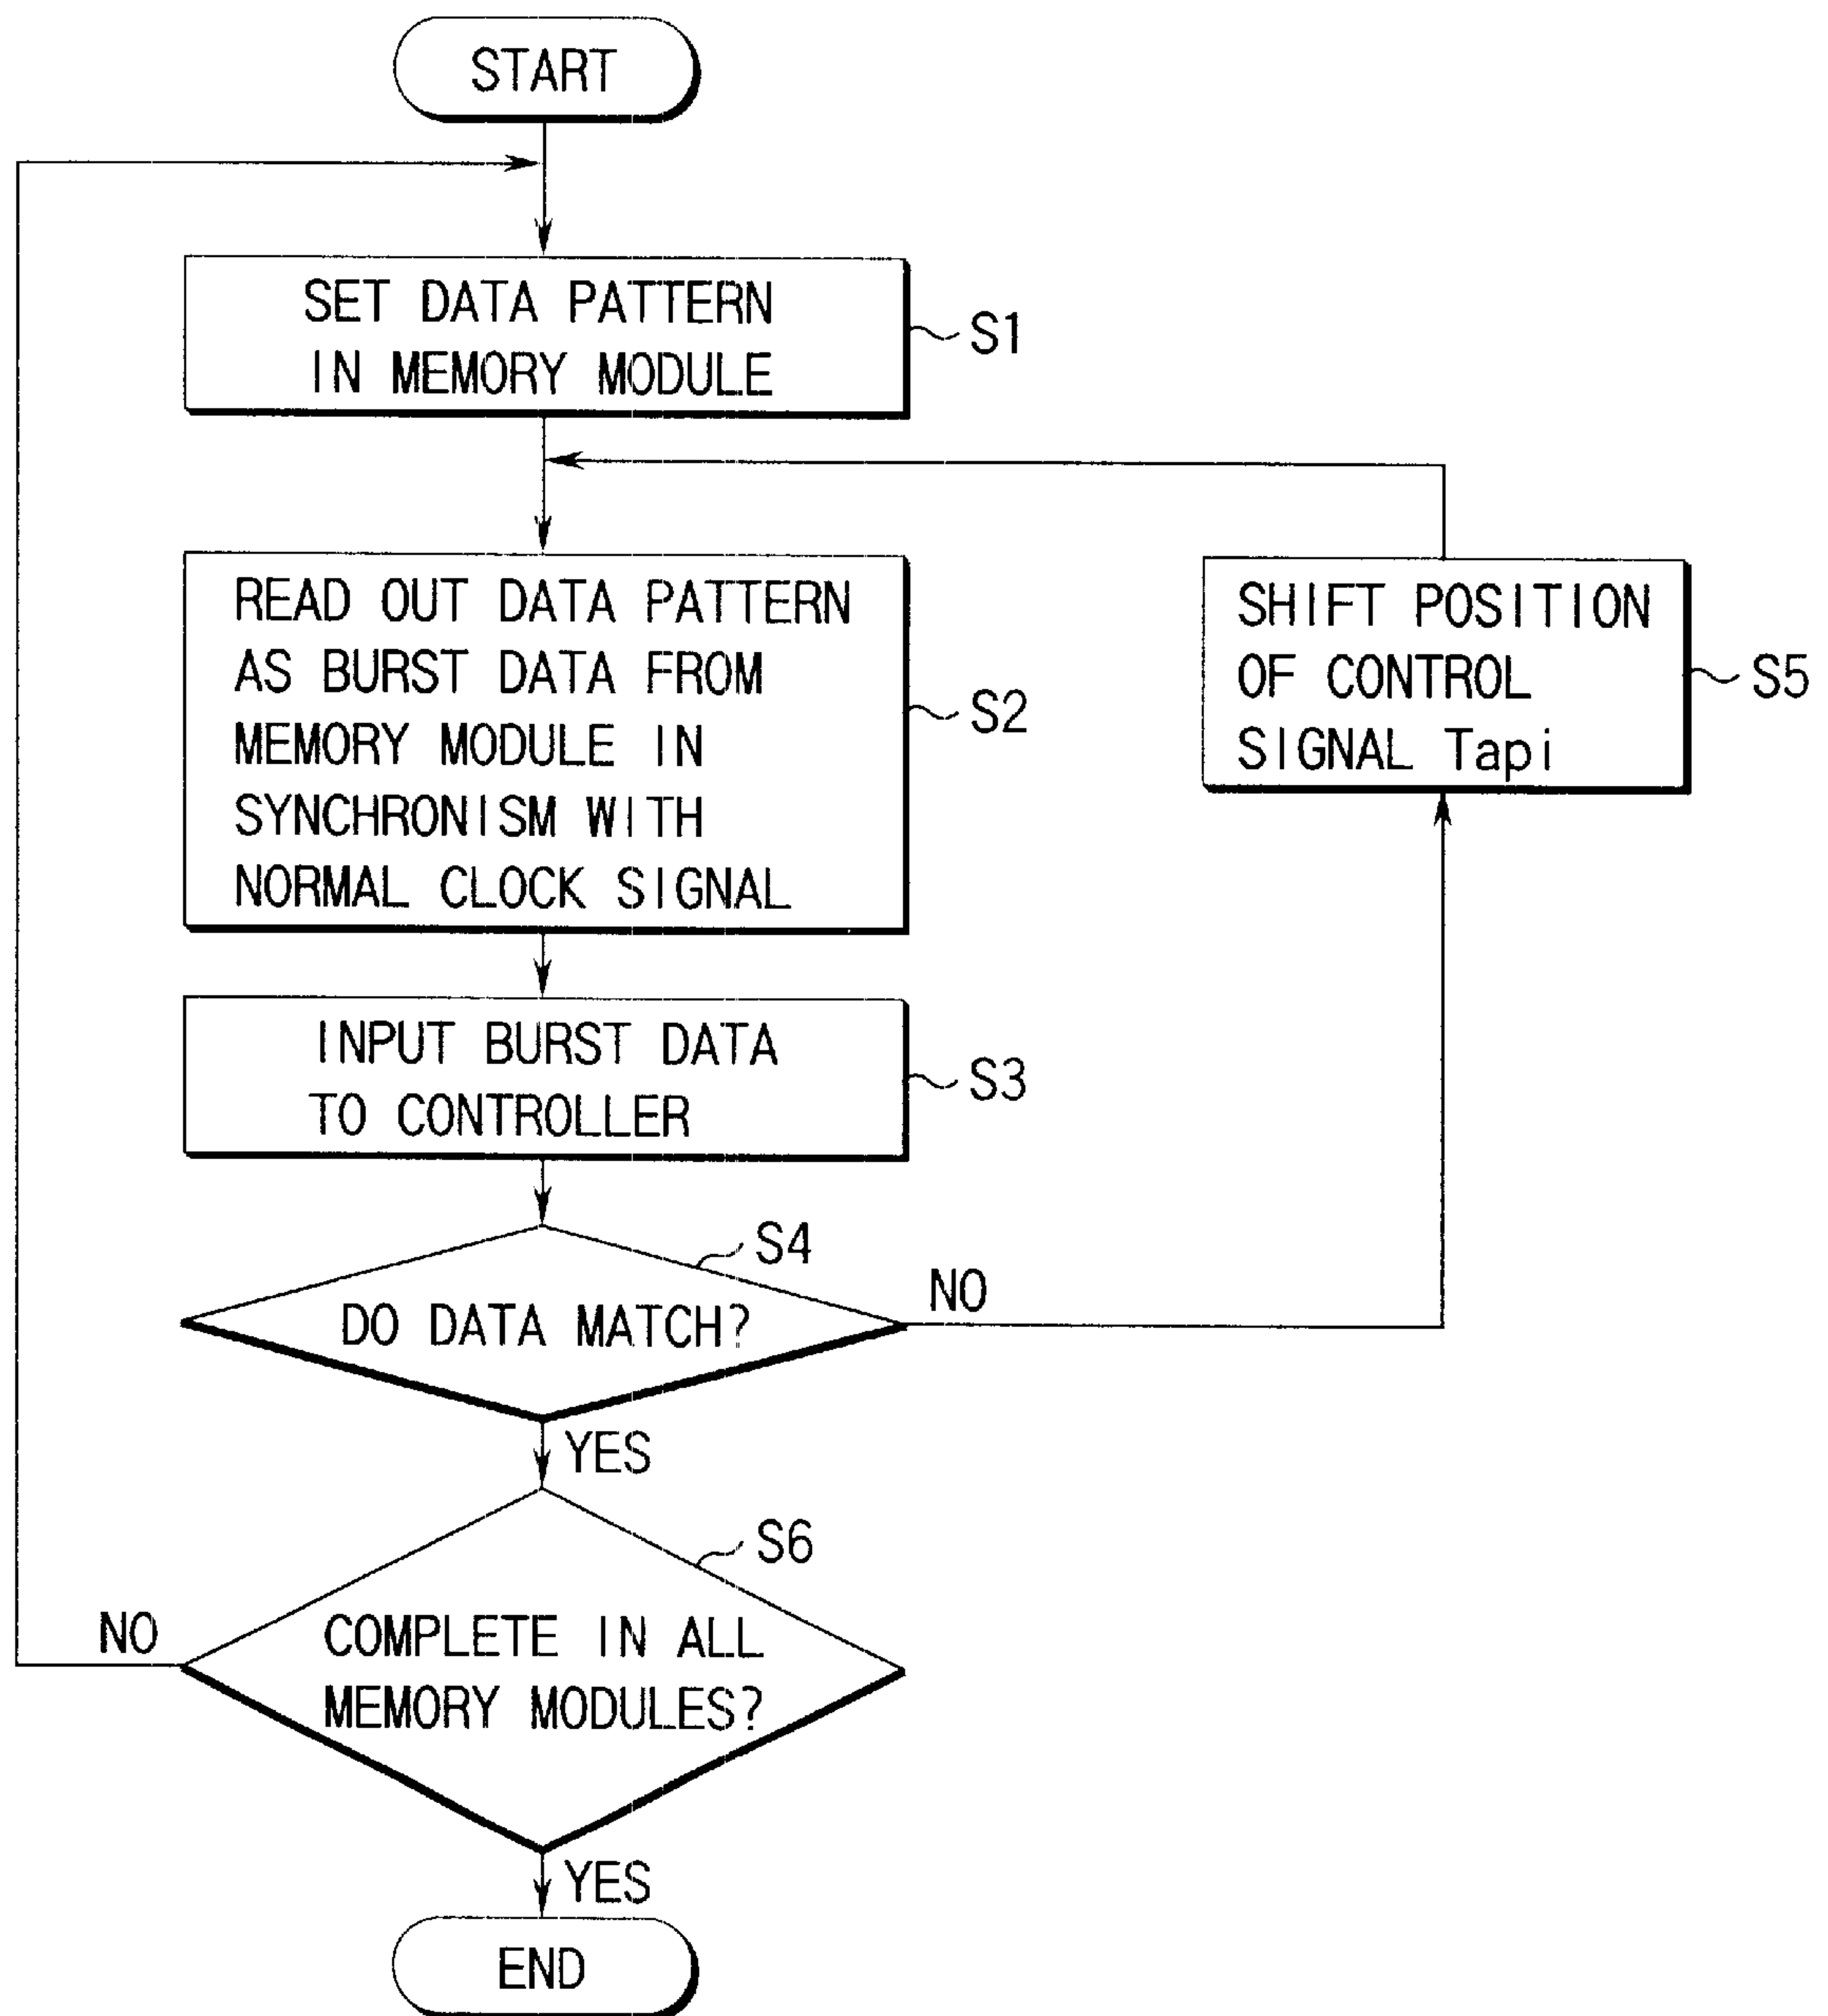 START
SET DATA PATTERN
IN MEMORY MODULE
S1
READ OUT DATA PATTERN
AS BURST DATA FROM
MEMORY MODULE IN
SYNCHRONISM WITH
NORMAL CLOCK SIGNAL
S2
SHIFT POSITION
OF CONTROL
SIGNAL Tapi
S5
INPUT BURST DATA
TO CONTROLLER
S3
S4
DO DATA MATCH?
NO
YES
S6
COMPLETE IN ALL
MEMORY MODULES?
NO
YES
END